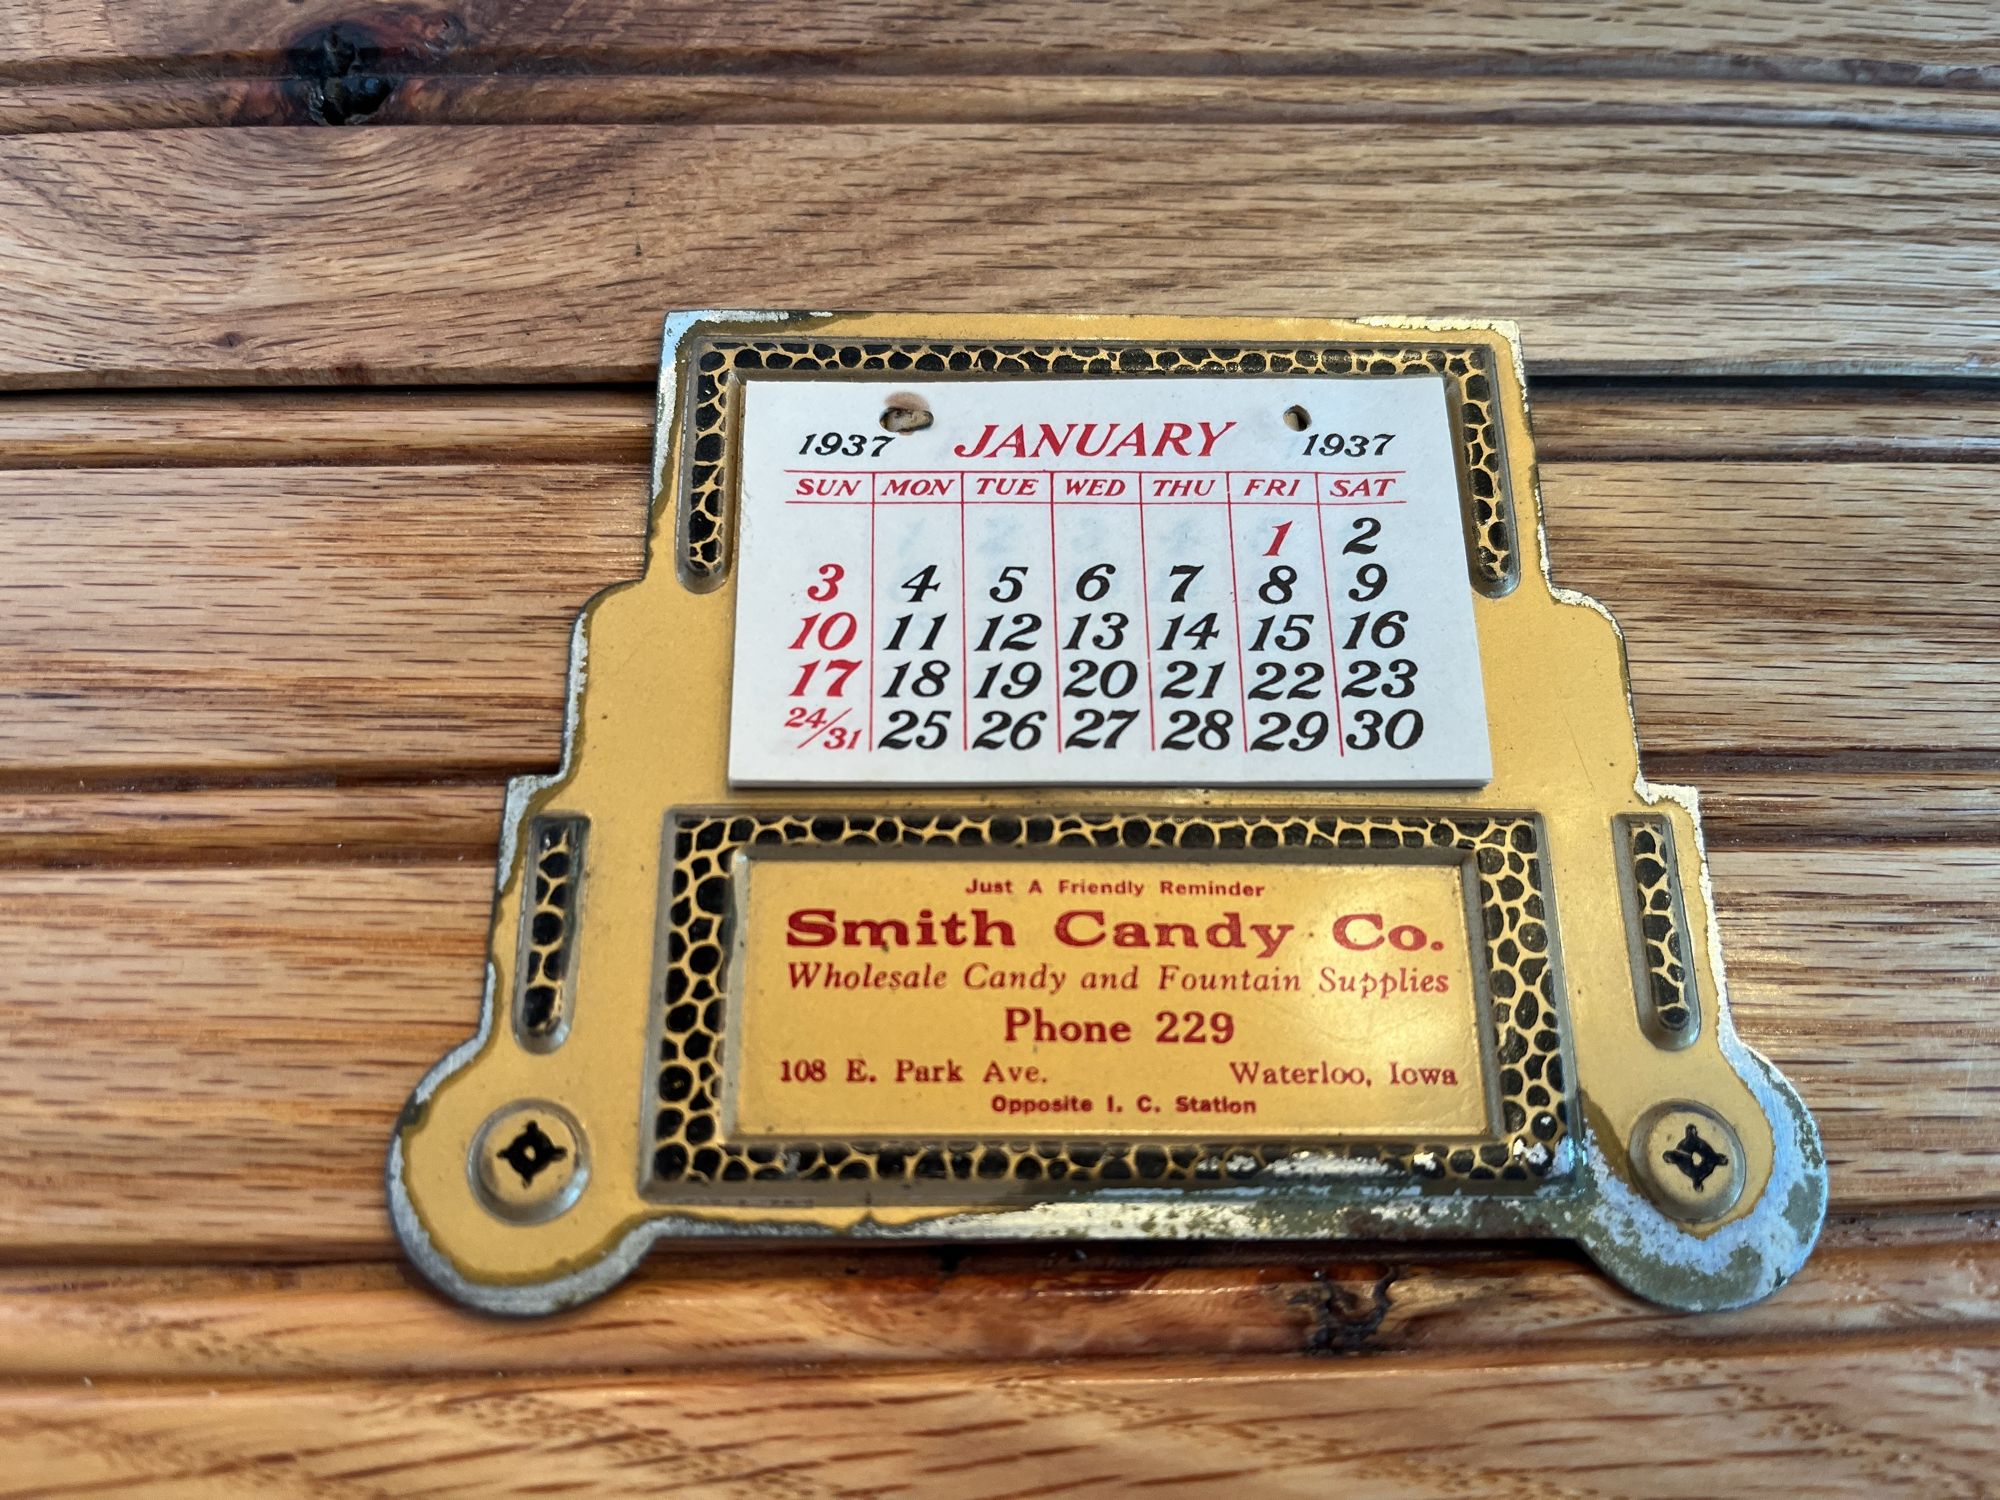 1937 JANUARY 1937
SUN MON TUE WED THU FRI SAT
1 2
3 4 5 6 7 8 9
10 11 12 13 14 15 16
17 18 19 20 21 22 23
24/31 25 26 27 28 29 30
Just A Friendly Reminder
Smith Candy Co.
Wholesale Candy and Fountain Supplies
Phone 229
108 E. Park Ave. Waterloo, Iowa
Opposite I. C. Station